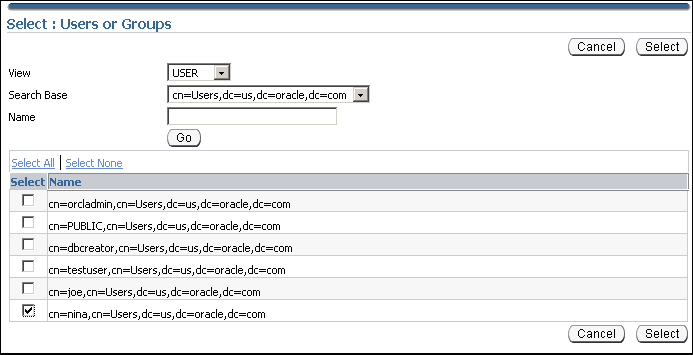 Select : Users or Groups
Cancel Select
View USER
Search Base cn=Users,dc=us,dc=oracle,dc=com
Name
Go
Select All | Select None
Select Name
cn=orcladmin,cn=Users,dc=us,dc=oracle,dc=com
cn=PUBLIC,cn=Users,dc=us,dc=oracle,dc=com
cn=dbcreator,cn=Users,dc=us,dc=oracle,dc=com
cn=testuser,cn=Users,dc=us,dc=oracle,dc=com
cn=joe,cn=Users,dc=us,dc=oracle,dc=com
cn=nina,cn=Users,dc=us,dc=oracle,dc=com
Cancel Select